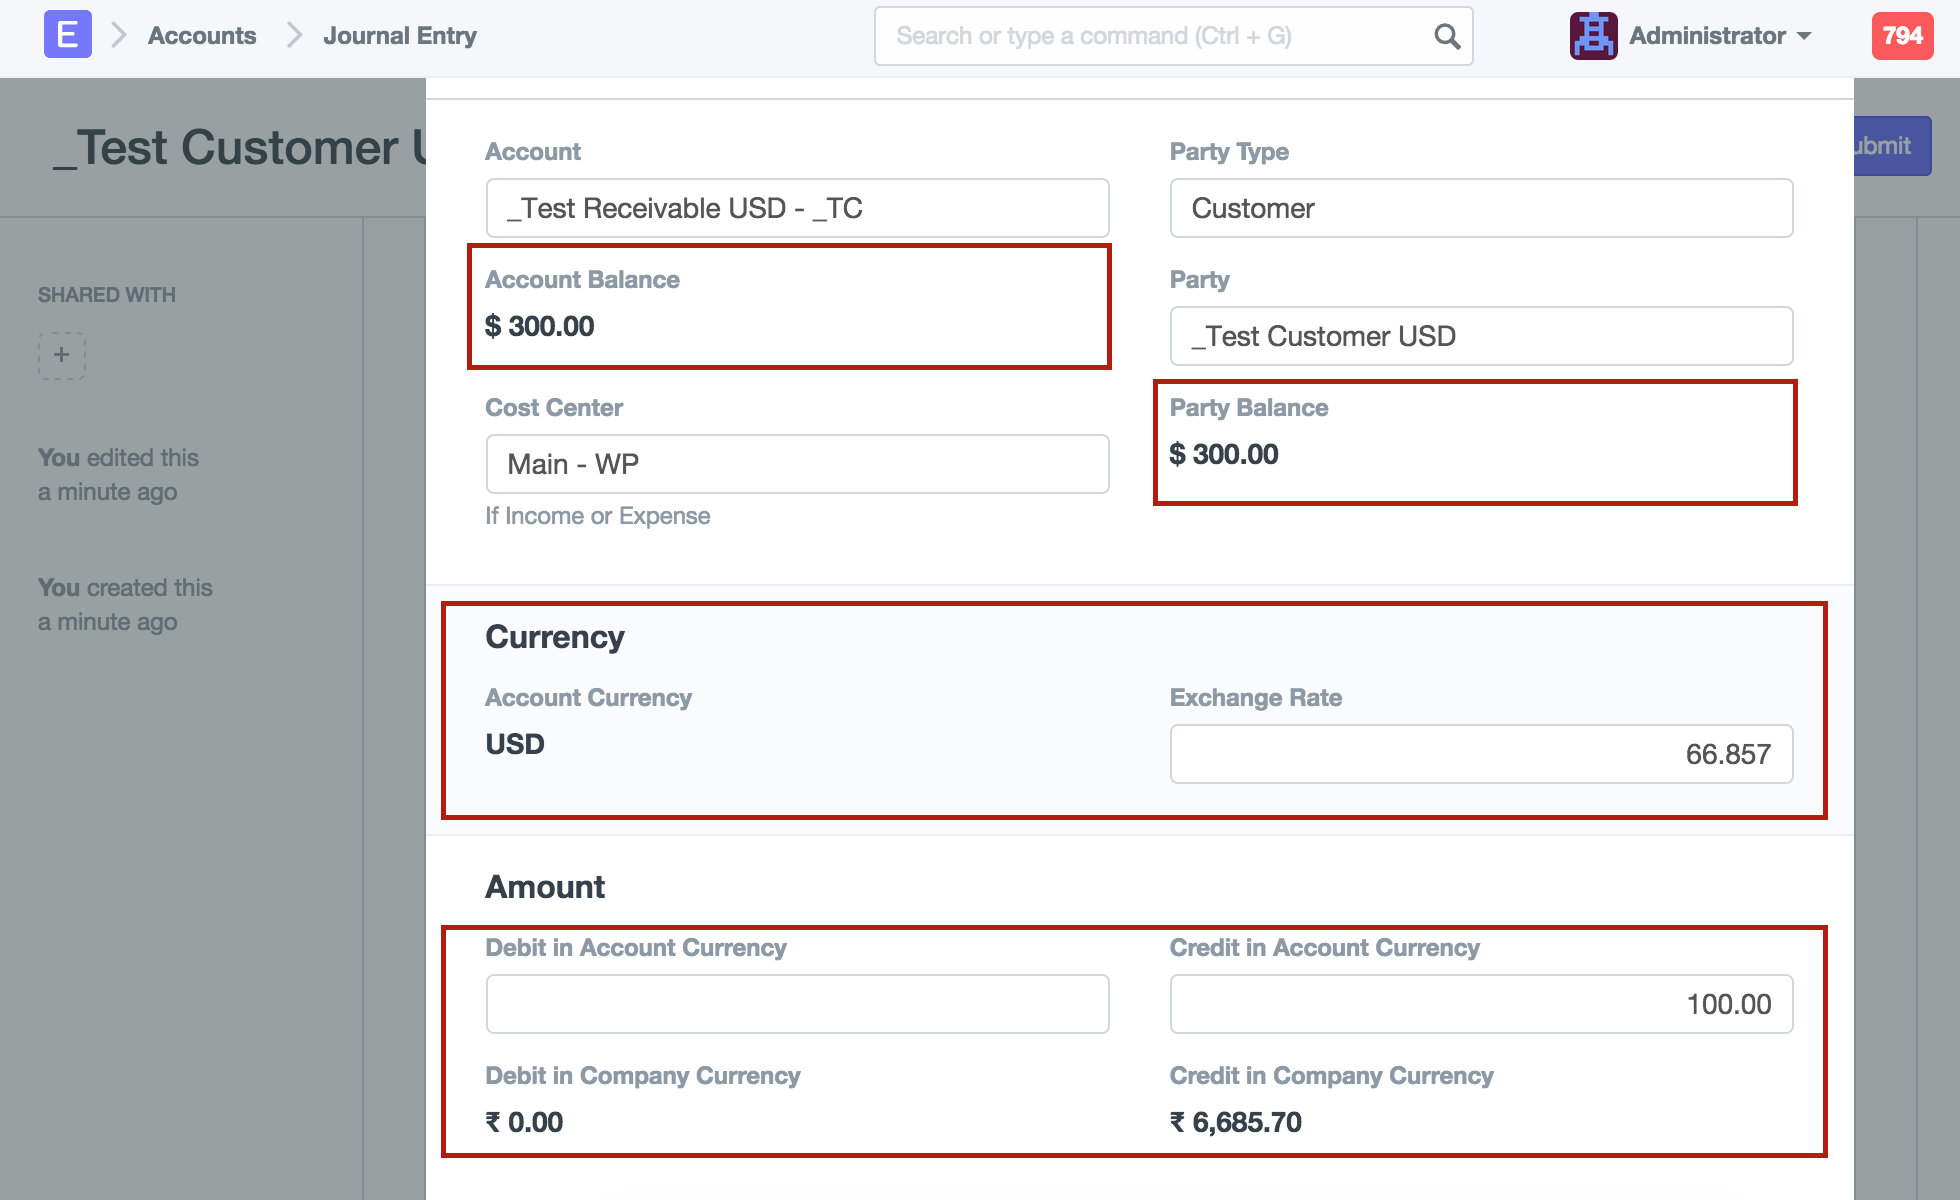 E Accounts Journal Entry Search or type a command (Ctrl + G) Administrator 794
_Test Customer U
ubmit
SHARED WITH
+
You edited this
a minute ago
You created this
a minute ago
Account
_Test Receivable USD - _TC
Account Balance
$ 300.00
Cost Center
Main - WP
If Income or Expense
Party Type
Customer
Party
_Test Customer USD
Party Balance
$ 300.00
Currency
Account Currency
USD
Exchange Rate
66.857
Amount
Debit in Account Currency
Debit in Company Currency
₹ 0.00
Credit in Account Currency
100.00
Credit in Company Currency
₹ 6,685.70